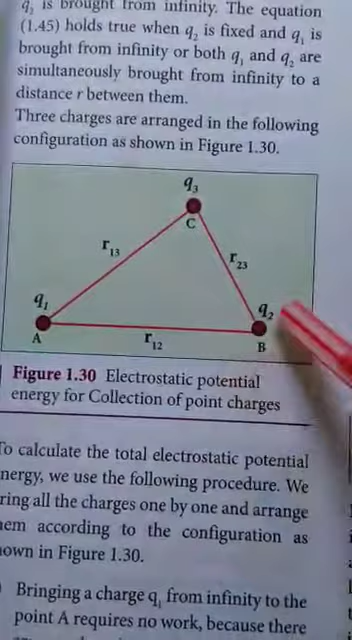 q₂ is brought from infinity. The equation
(1.45) holds true when q₂ is fixed and q₁ is
brought from infinity or both q₁ and q₂ are
simultaneously brought from infinity to a
distance r between them.
Three charges are arranged in the following
configuration as shown in Figure 1.30.
q₃
C
r₁₃
r₂₃
q₁
q₂
A
r₁₂
B
Figure 1.30 Electrostatic potential
energy for Collection of point charges
To calculate the total electrostatic potential
nergy, we use the following procedure. We
ring all the charges one by one and arrange
hem according to the configuration as
own in Figure 1.30.
Bringing a charge q₁ from infinity to the
point A requires no work, because there